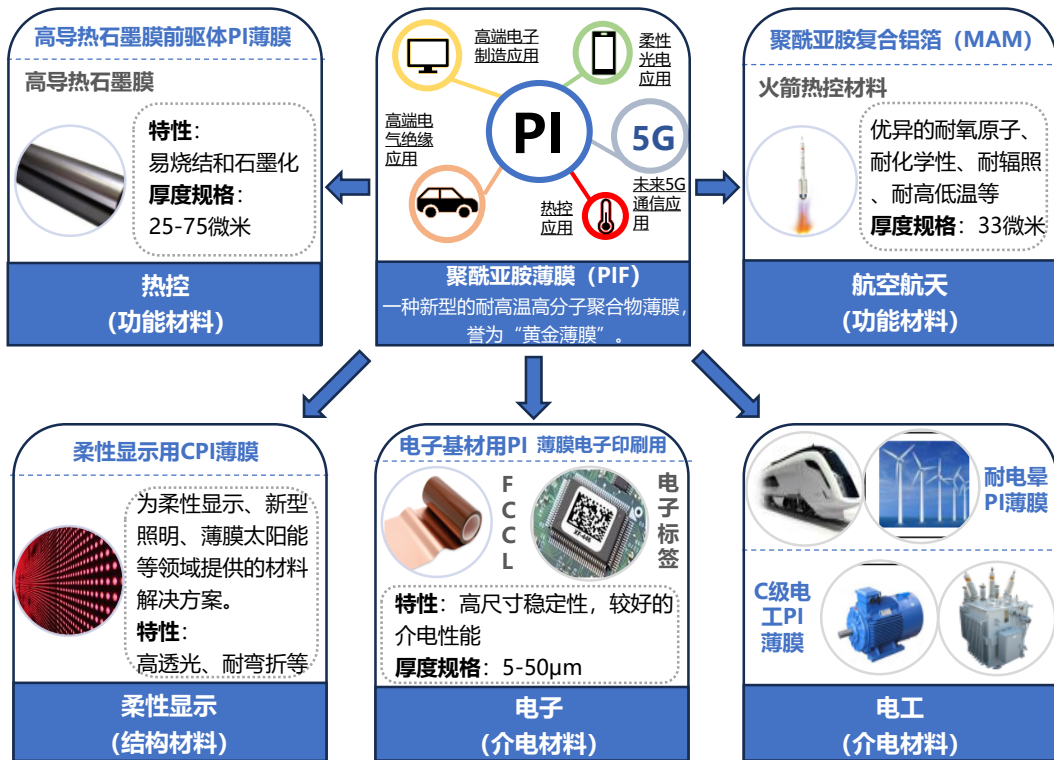 高导热石墨膜前驱体PI薄膜
高导热石墨膜
特性：
易烧结和石墨化
厚度规格：
25-75微米
热控
(功能材料)
高端电子
制造应用
柔性
光电
应用
高端电
气绝缘
应用
PI
5G
热控
应用
未来5G
通信应
用
聚酰亚胺薄膜（PIF）
一种新型的耐高温高分子聚合物薄膜，
誉为“黄金薄膜”。
聚酰亚胺复合铝箔（MAM）
火箭热控材料
优异的耐氧原子、
耐化学性、耐辐照
、耐高低温等
厚度规格：33微米
航空航天
(功能材料)
柔性显示用CPI薄膜
为柔性显示、新型
照明、薄膜太阳能
等领域提供的材料
解决方案。
特性：
高透光、耐弯折等
柔性显示
(结构材料)
电子基材用PI 薄膜电子印刷用
FCCL
电子标签
特性：高尺寸稳定性，较好的
介电性能
厚度规格：5-50μm
电子
(介电材料)
耐电晕
PI薄膜
C级电
工PI
薄膜
电工
(介电材料)